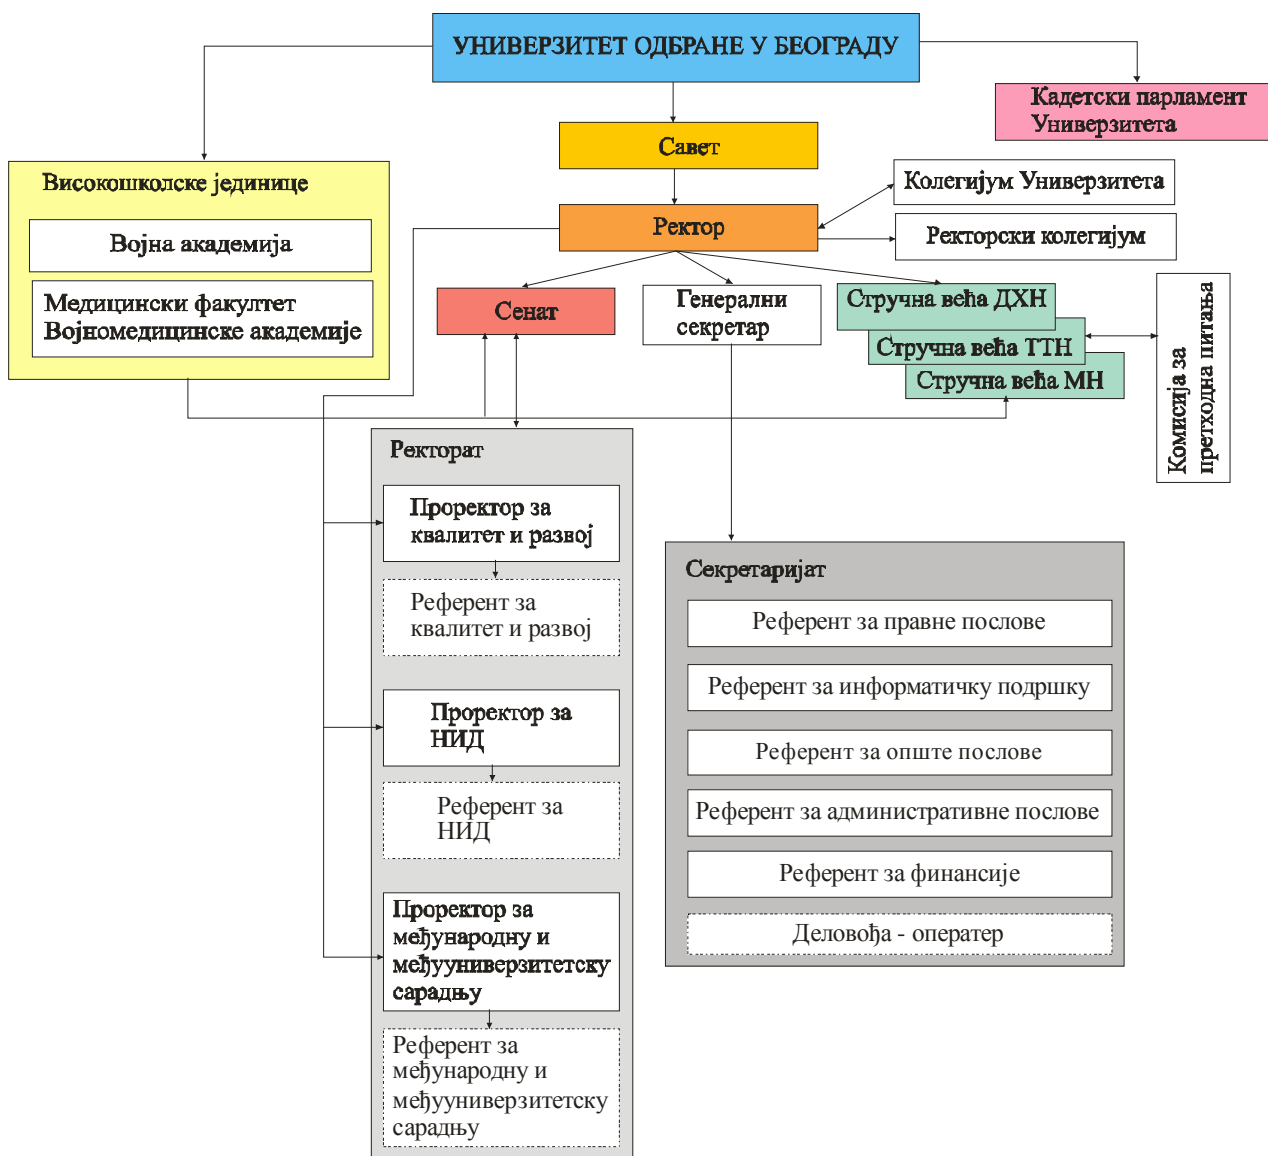 УНИВЕРЗИТЕТ ОДБРАНЕ У БЕОГРАДУ
Кадетски парламент
Универзитета
Савет
Високошколске јединице
Војна академија
Медицински факултет
Војномедицинске академије
Колегијум Универзитета
Ректор
Ректорски колегијум
Сенат
Генерални
секретар
Стручна већа ДХН
Стручна већа ТТН
Стручна већа МН
Комисија за
претходна питања
Ректорат
Проректор за
квалитет и развој
Референт за
квалитет и развој
Проректор за
НИД
Референт за
НИД
Проректор за
међународну и
међууниверзитетску
сарадњу
Референт за
међународну и
међууниверзитетску
сарадњу
Секретаријат
Референт за правне послове
Референт за информатичку подршку
Референт за опште послове
Референт за административне послове
Референт за финансије
Деловођа - оператер